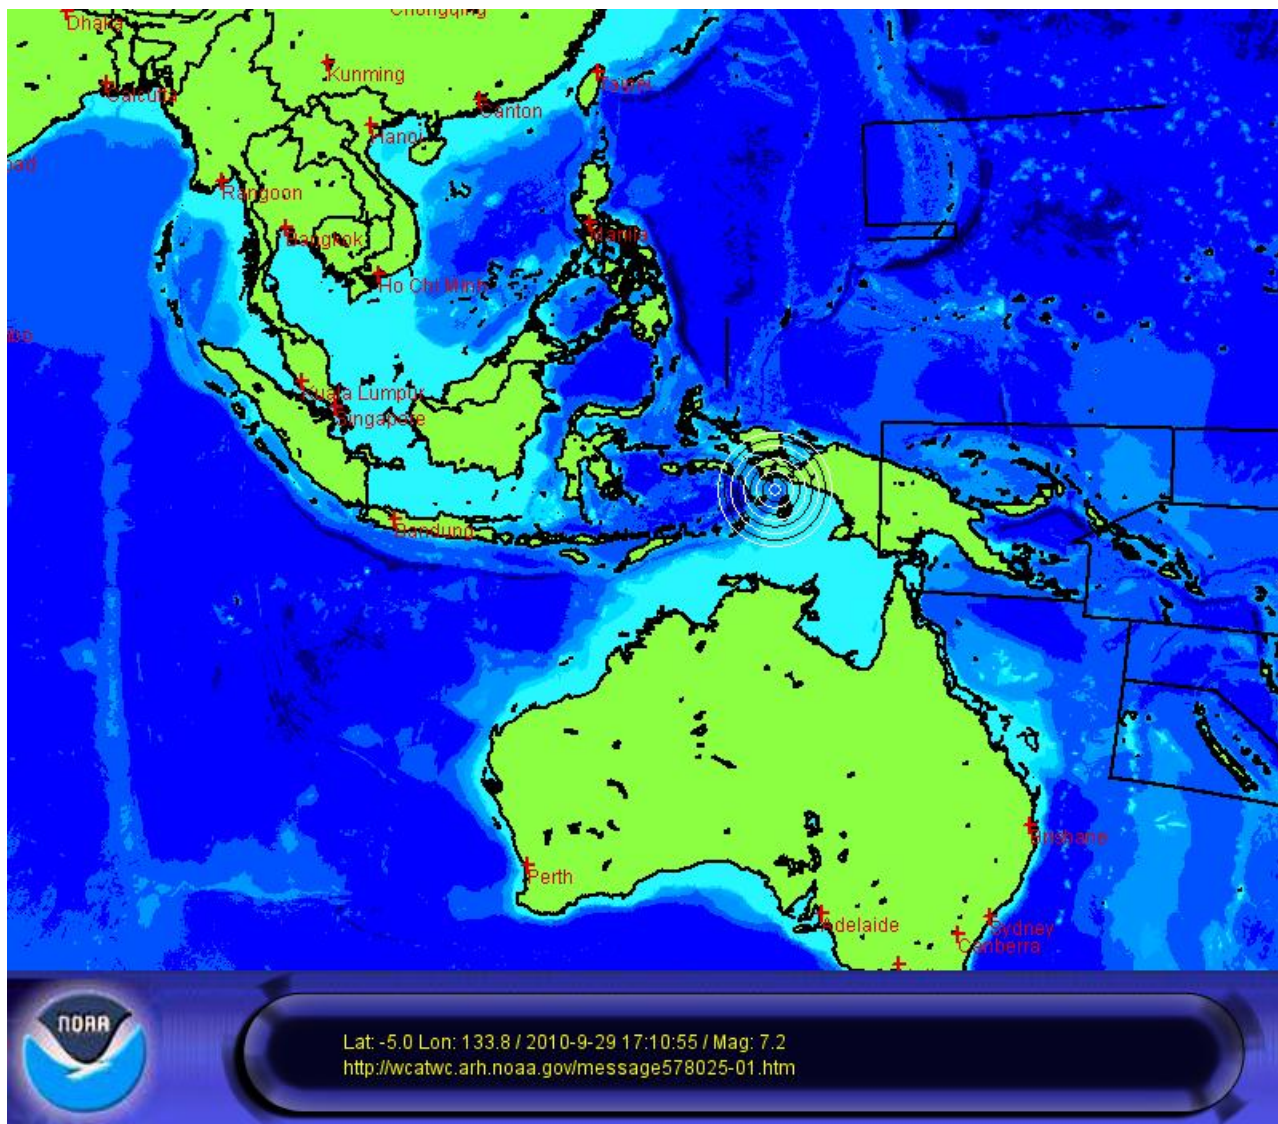 Chongqing
Dhaka
Kunming
Calcutta
Canton
Taipei
Hanoi
Rangoon
Manila
Bangkok
Ho Chi Minh
Kuala Lumpur
Singapore
Bandung
Brisbane
Perth
Adelaide
Sydney
Canberra
NOAA
Lat: -5.0 Lon: 133.8 / 2010-9-29 17:10:55 / Mag: 7.2
http://wcatwc.arh.noaa.gov/message578025-01.htm